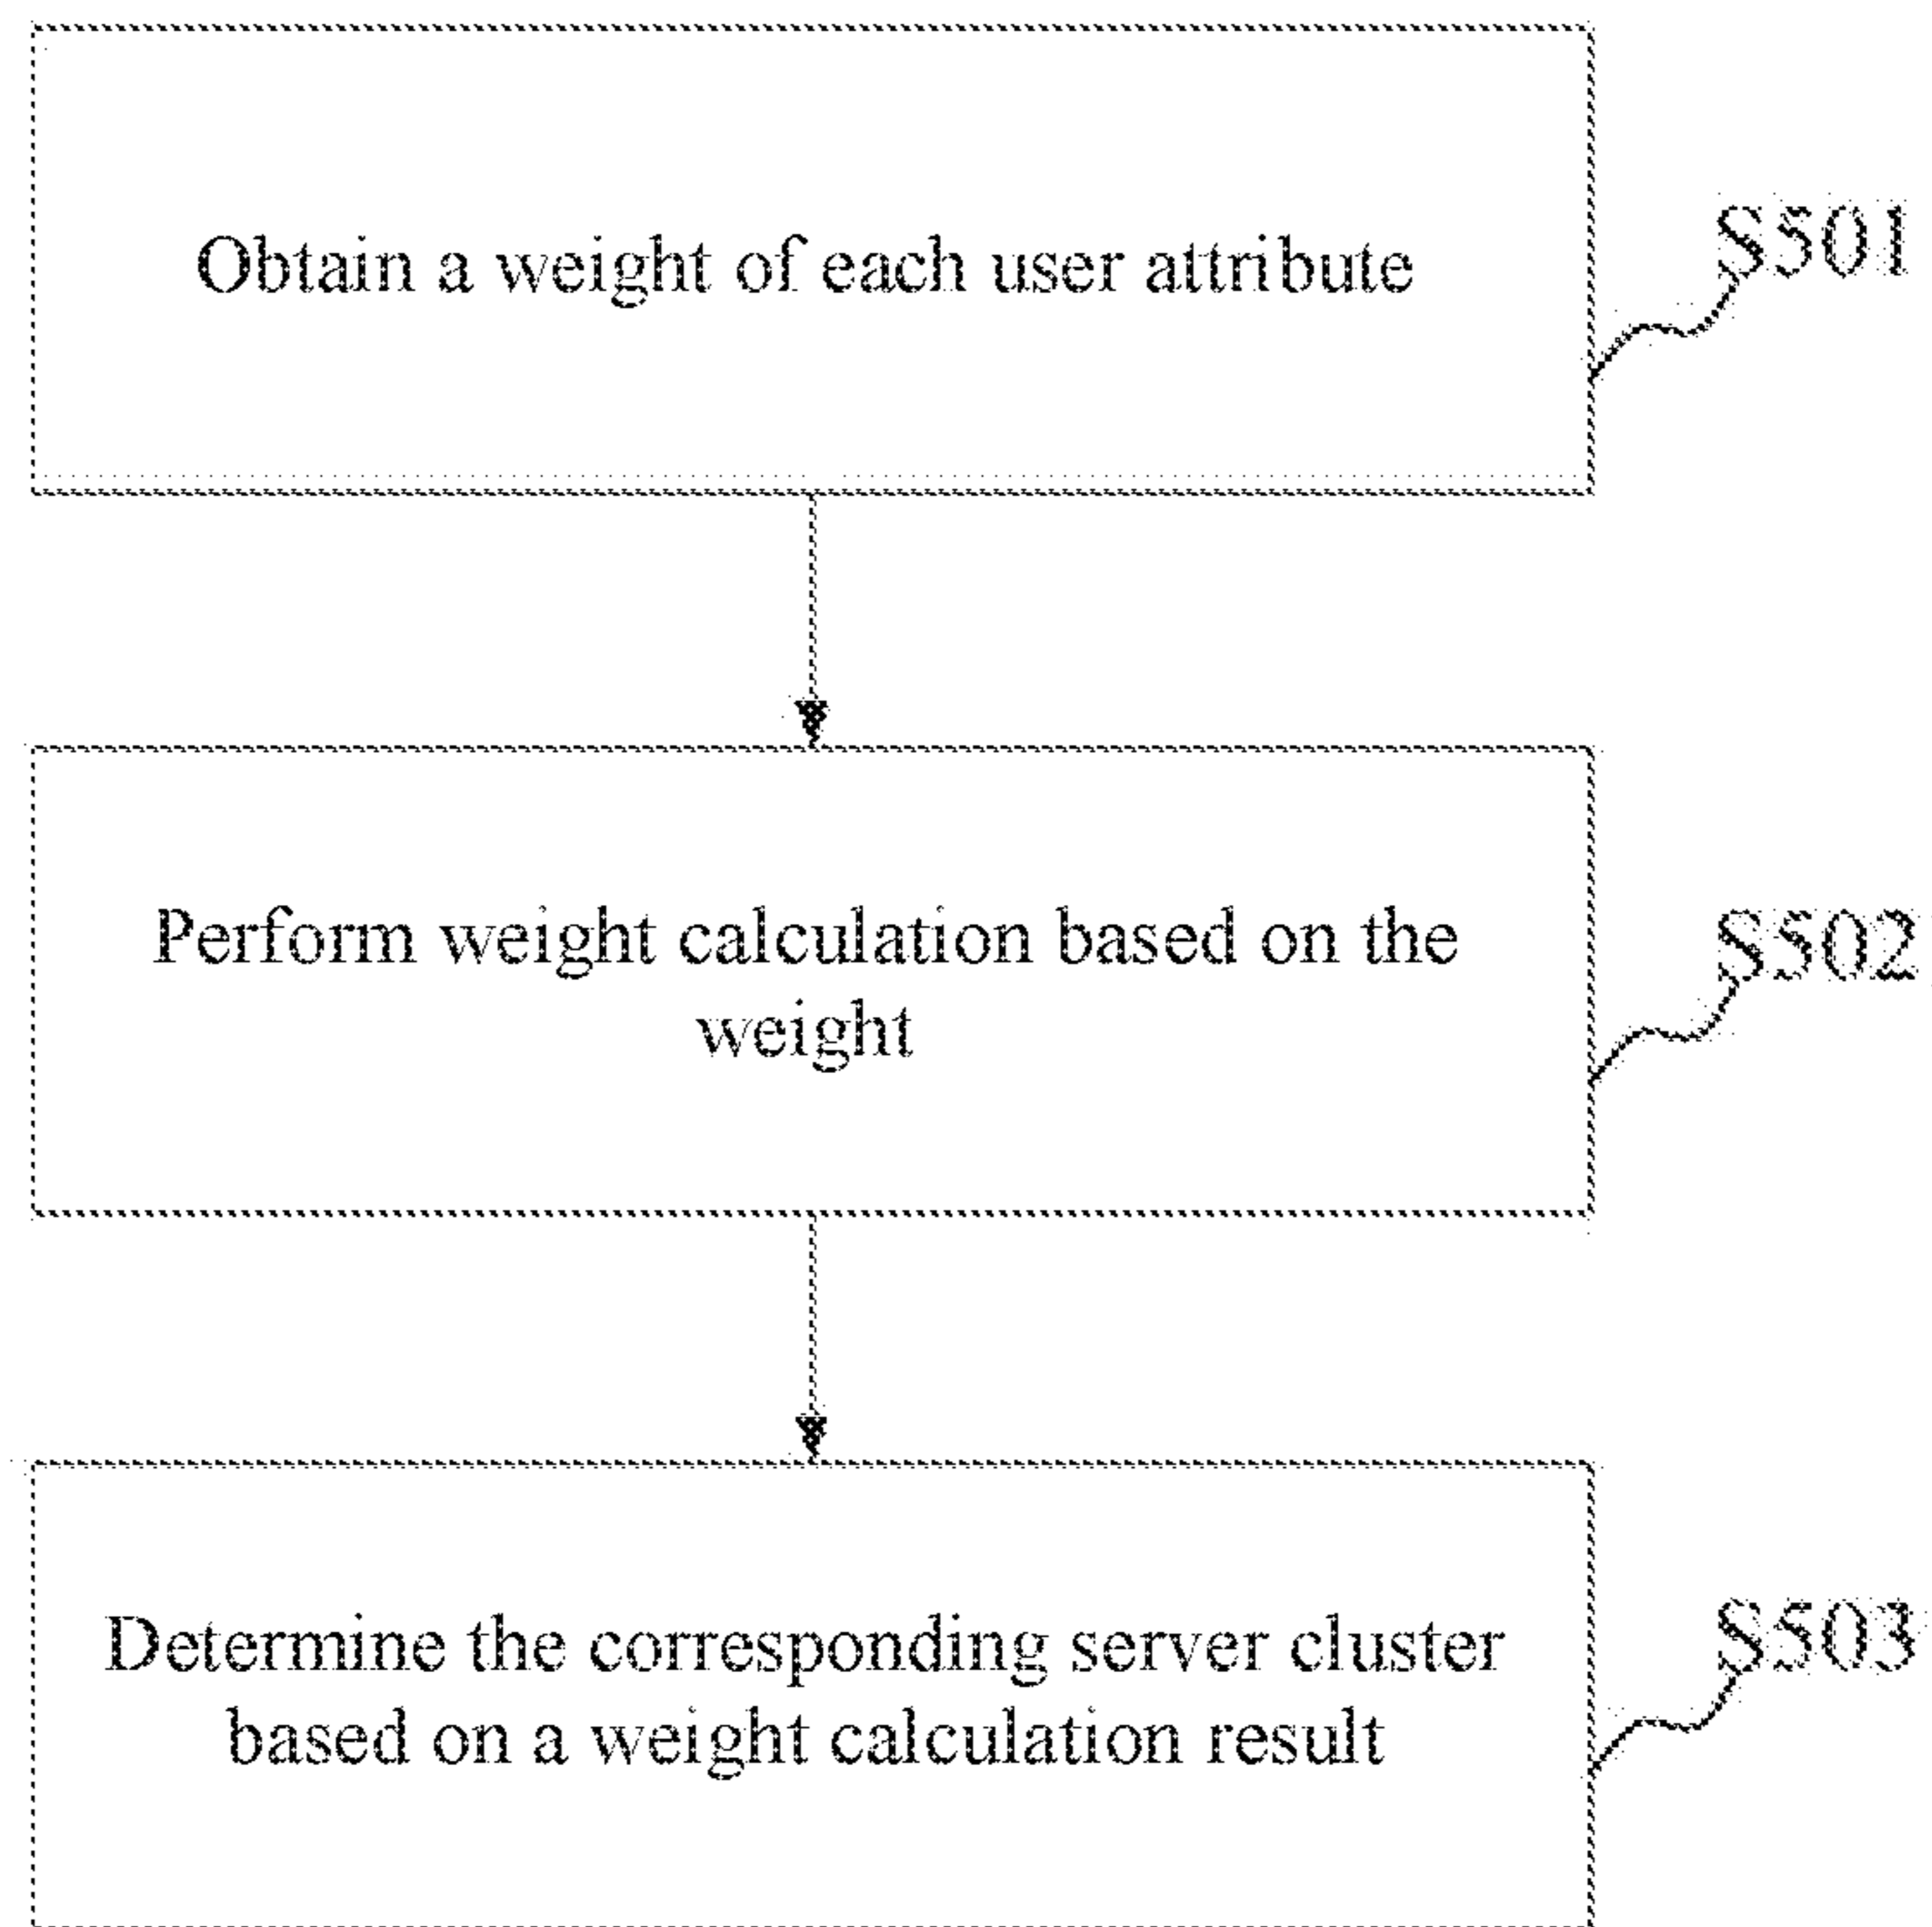 Obtain a weight of each user attribute
S501
Perform weight calculation based on the
weight
S502
Determine the corresponding server cluster
based on a weight calculation result
S503